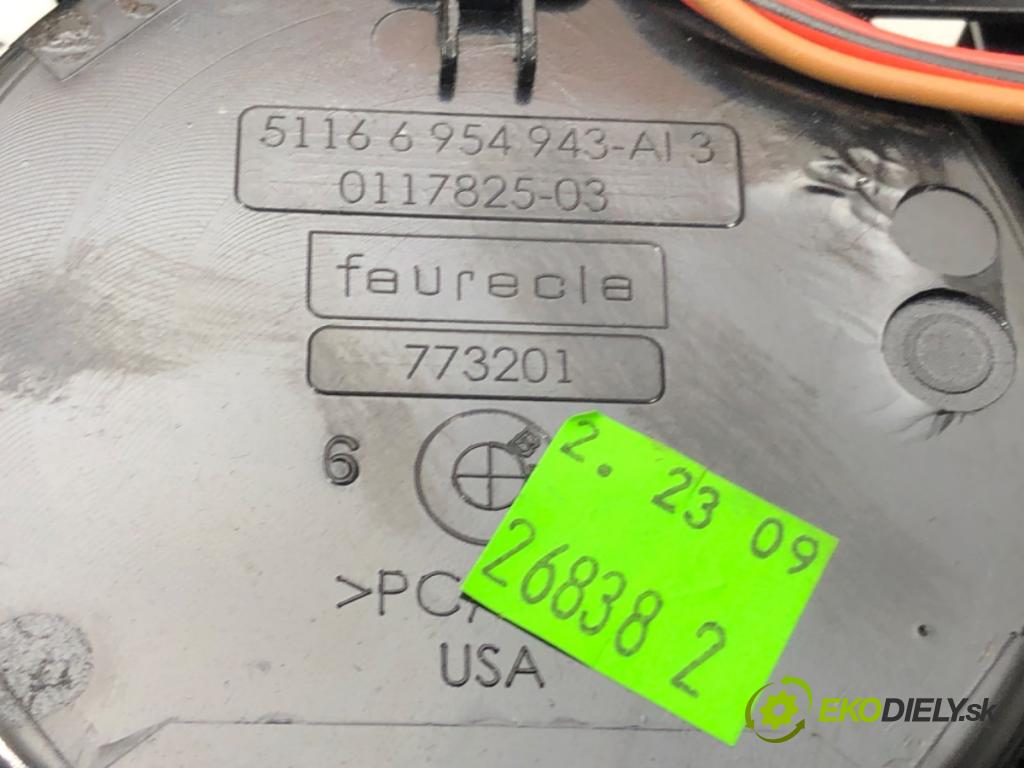 5116 6 954 943-AI 3
0117825-03
faurecia
773201
6
B
>PC
USA
2. 23 09
26838 2
EKODIELY.sk